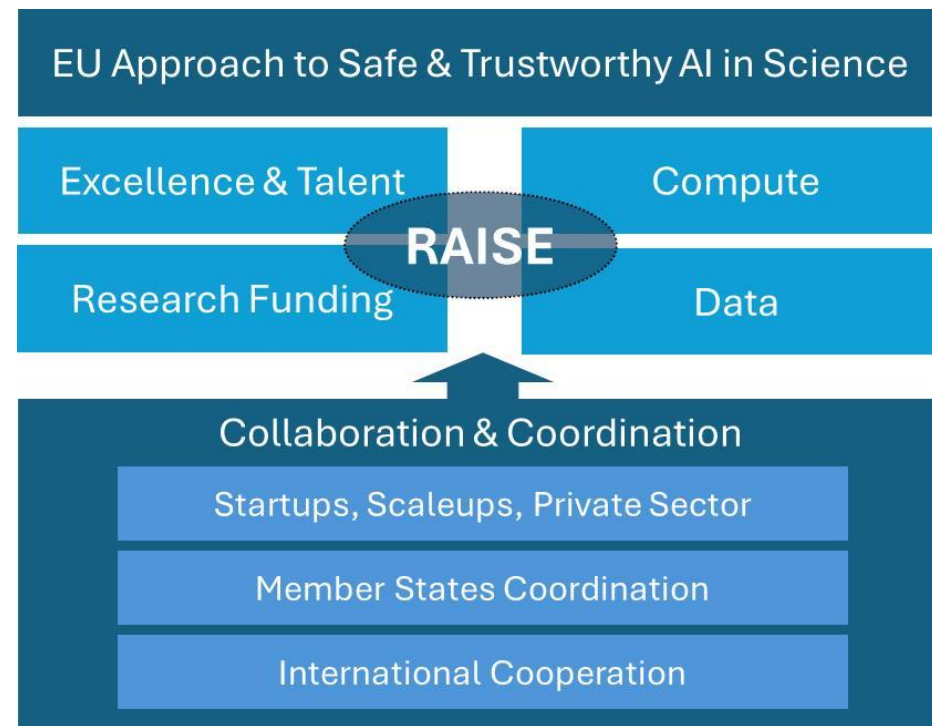 EU Approach to Safe & Trustworthy AI in Science
Excellence & Talent
Compute
RAISE
Research Funding
Data
Collaboration & Coordination
Startups, Scaleups, Private Sector
Member States Coordination
International Cooperation